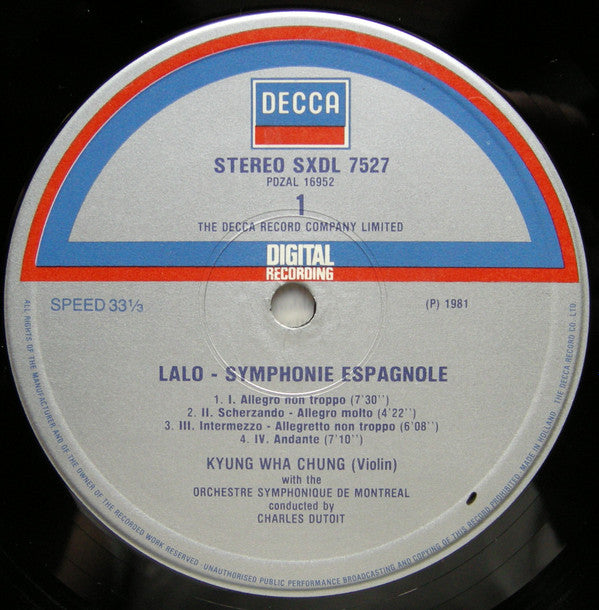 DECCA
STEREO SXDL 7527
PDZAL 16952
1
THE DECCA RECORD COMPANY LIMITED
DIGITAL
RECORDING
SPEED 33⅓
(P) 1981
LALO - SYMPHONIE ESPAGNOLE
1. I. Allegro non troppo (7'30'')
2. II. Scherzando - Allegro molto (4'22'')
3. III. Intermezzo - Allegretto non troppo (6'08'')
4. IV. Andante (7'10'')
KYUNG WHA CHUNG (Violin)
with the
ORCHESTRE SYMPHONIQUE DE MONTREAL
conducted by
CHARLES DUTOIT
ALL RIGHTS OF THE MANUFACTURER AND OF THE OWNER OF THE RECORDED WORK RESERVED · UNAUTHORISED PUBLIC PERFORMANCE BROADCASTING AND COPYING OF THIS RECORD PROHIBITED. MADE IN HOLLAND. THE DECCA RECORD CO. LTD.